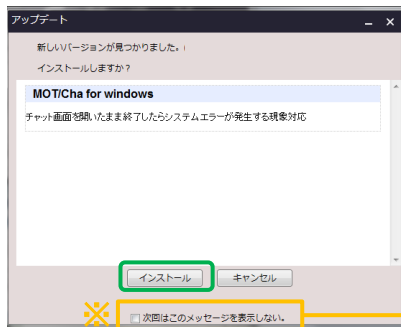 アップデート
新しいバージョンが見つかりました。
インストールしますか？
MOT/Cha for windows
チャット画面を開いたまま終了したらシステムエラーが発生する現象対応
インストール
キャンセル
※
次回はこのメッセージを表示しない。